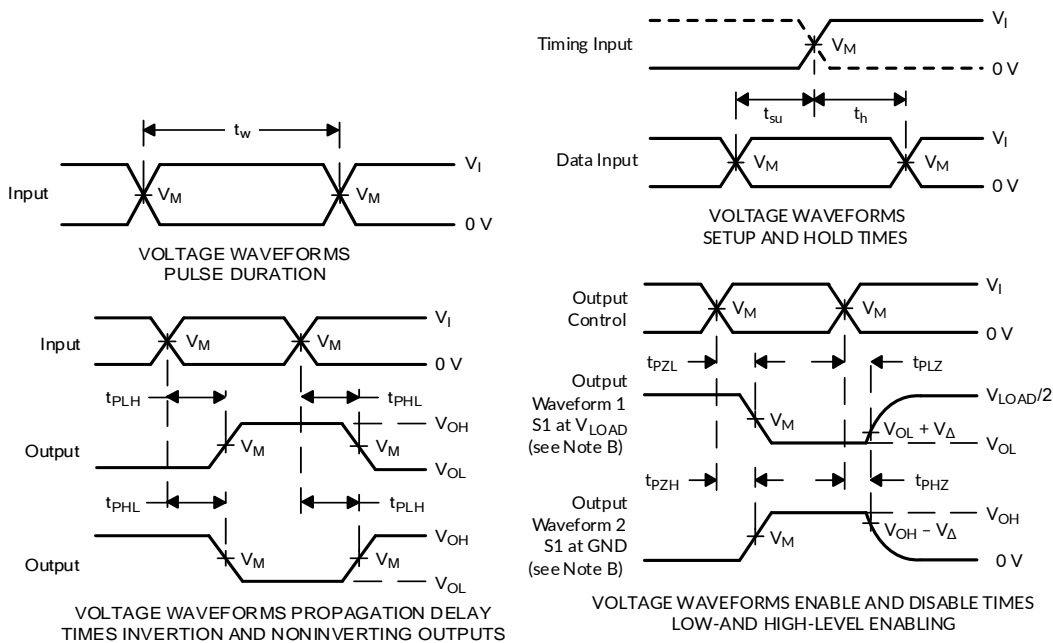 t_w
Input
V_M
V_M
V_I
0 V
VOLTAGE WAVEFORMS
PULSE DURATION
Timing Input
V_M
V_I
0 V
t_su
t_h
Data Input
V_M
V_M
V_I
0 V
VOLTAGE WAVEFORMS
SETUP AND HOLD TIMES
Input
V_M
V_M
V_I
0 V
t_PLH
t_PHL
Output
V_M
V_M
V_OH
V_OL
t_PHL
t_PLH
Output
V_M
V_M
V_OH
V_OL
VOLTAGE WAVEFORMS PROPAGATION DELAY
TIMES INVERTION AND NONINVERTING OUTPUTS
Output
Control
V_M
V_M
V_I
0 V
t_PZL
t_PLZ
Output
Waveform 1
S1 at V_LOAD
(see Note B)
V_M
V_LOAD/2
V_OL + V_Δ
V_OL
t_PZH
t_PHZ
Output
Waveform 2
S1 at GND
(see Note B)
V_M
V_OH
V_OH – V_Δ
0 V
VOLTAGE WAVEFORMS ENABLE AND DISABLE TIMES
LOW-AND HIGH-LEVEL ENABLING